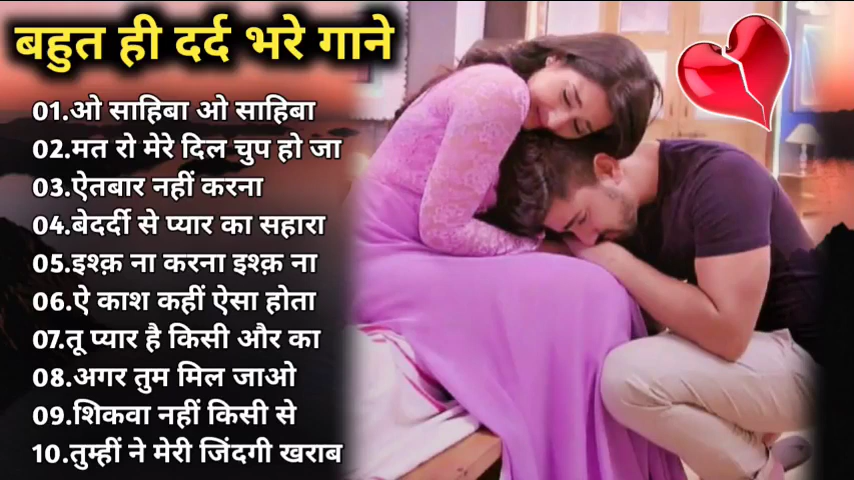 बहुत ही दर्द भरे गाने
01.ओ साहिबा ओ साहिबा
02.मत रो मेरे दिल चुप हो जा
03.ऐतबार नहीं करना
04.बेदर्दी से प्यार का सहारा
05.इश्क़ ना करना इश्क़ ना
06.ऐ काश कहीं ऐसा होता
07.तू प्यार है किसी और का
08.अगर तुम मिल जाओ
09.शिकवा नहीं किसी से
10.तुम्हीं ने मेरी जिंदगी खराब